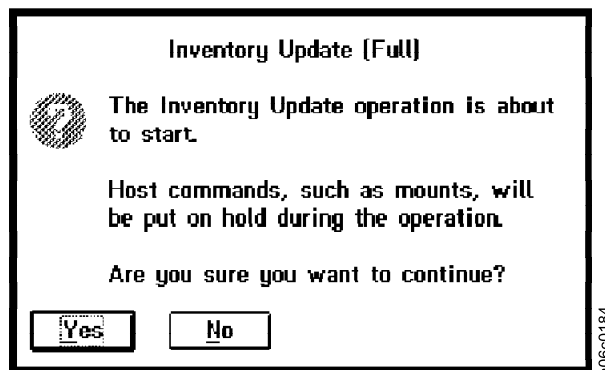 Inventory Update (Full)
The Inventory Update operation is about
to start.
Host commands, such as mounts, will
be put on hold during the operation.
Are you sure you want to continue?
Yes No
a06c0184